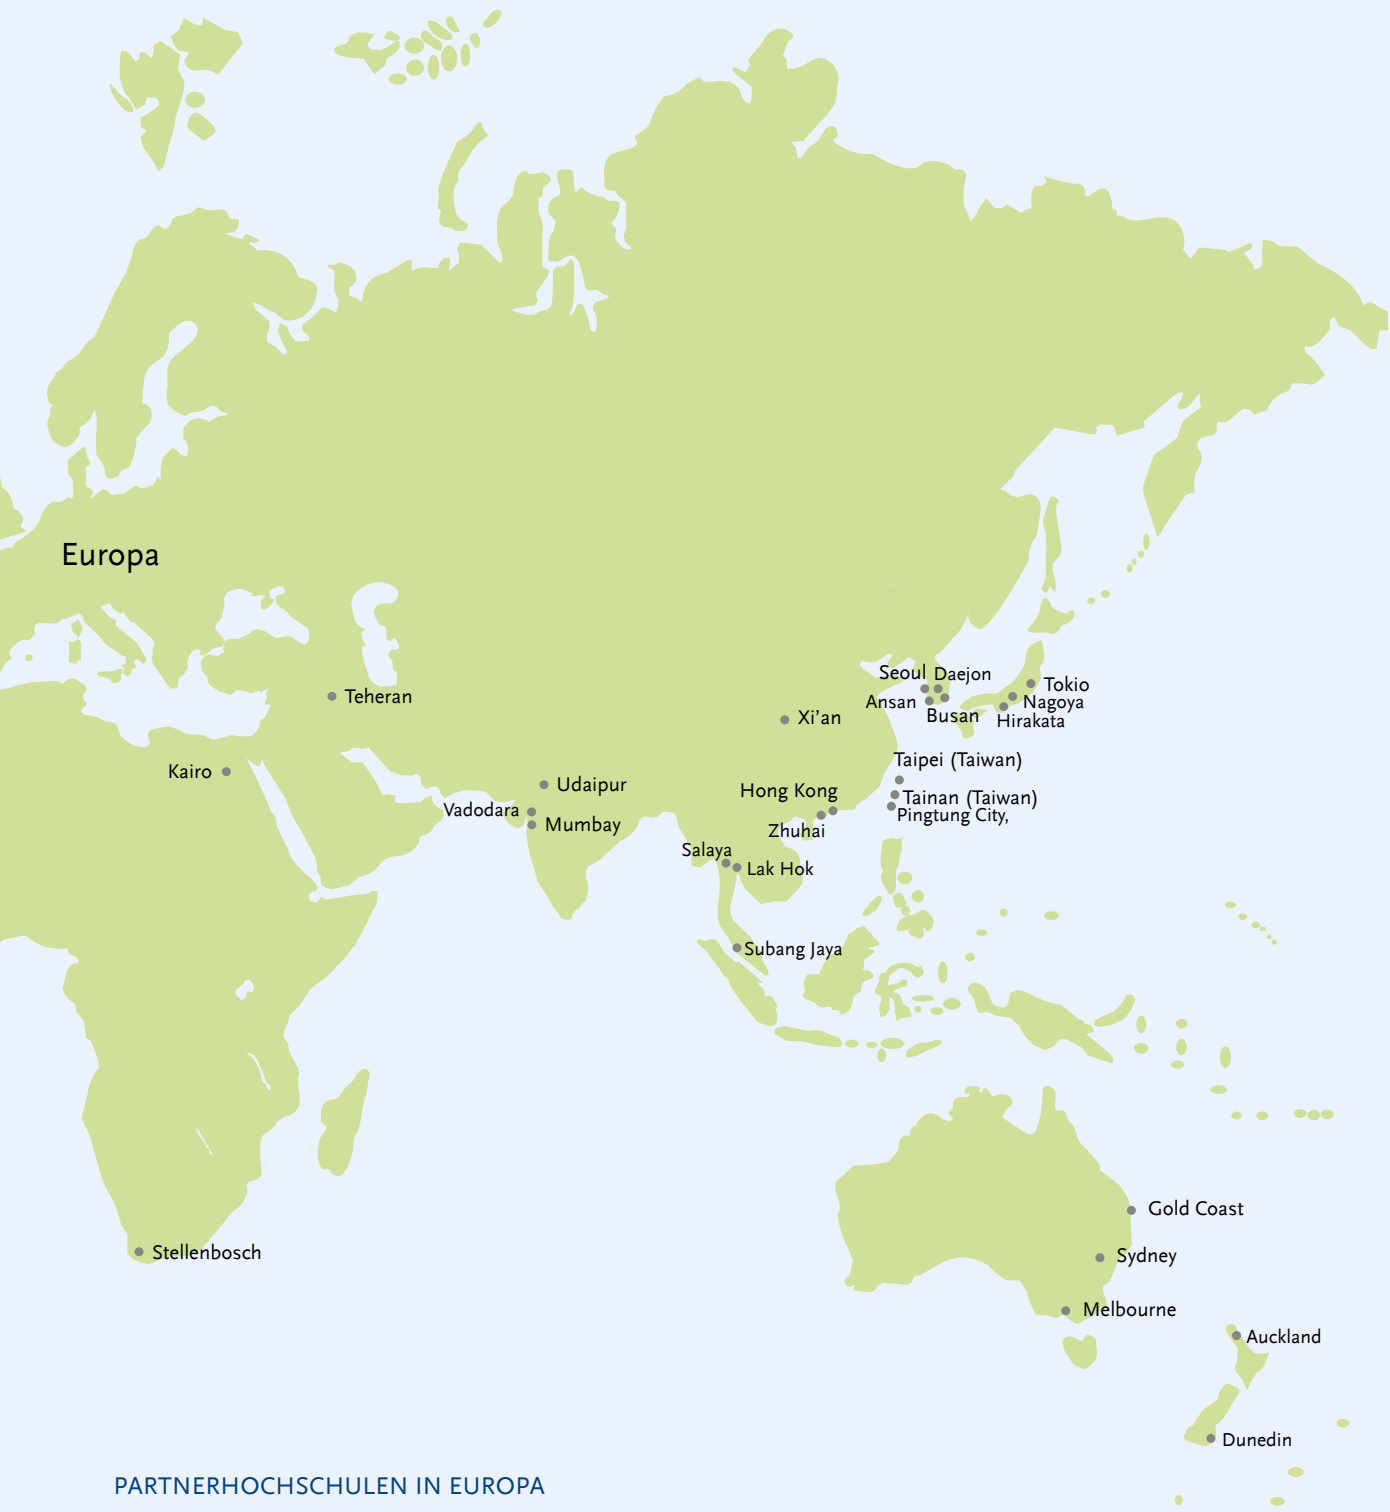 Europa
Seoul
Daejon
Teheran
Tokio
Ansan
Nagoya
Busan
Hirakata
Xi’an
Taipei (Taiwan)
Kairo
Udaipur
Hong Kong
Tainan (Taiwan)
Vadodara
Pingtung City,
Mumbay
Zhuhai
Salaya
Lak Hok
Subang Jaya
Gold Coast
Stellenbosch
Sydney
Melbourne
Auckland
Dunedin
PARTNERHOCHSCHULEN IN EUROPA